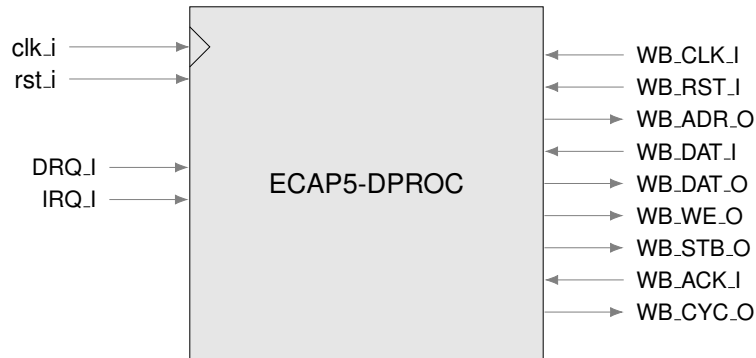 clk_i
rst_i
DRQ_I
IRQ_I
ECAP5-DPROC
WB_CLK_I
WB_RST_I
WB_ADR_O
WB_DAT_I
WB_DAT_O
WB_WE_O
WB_STB_O
WB_ACK_I
WB_CYC_O